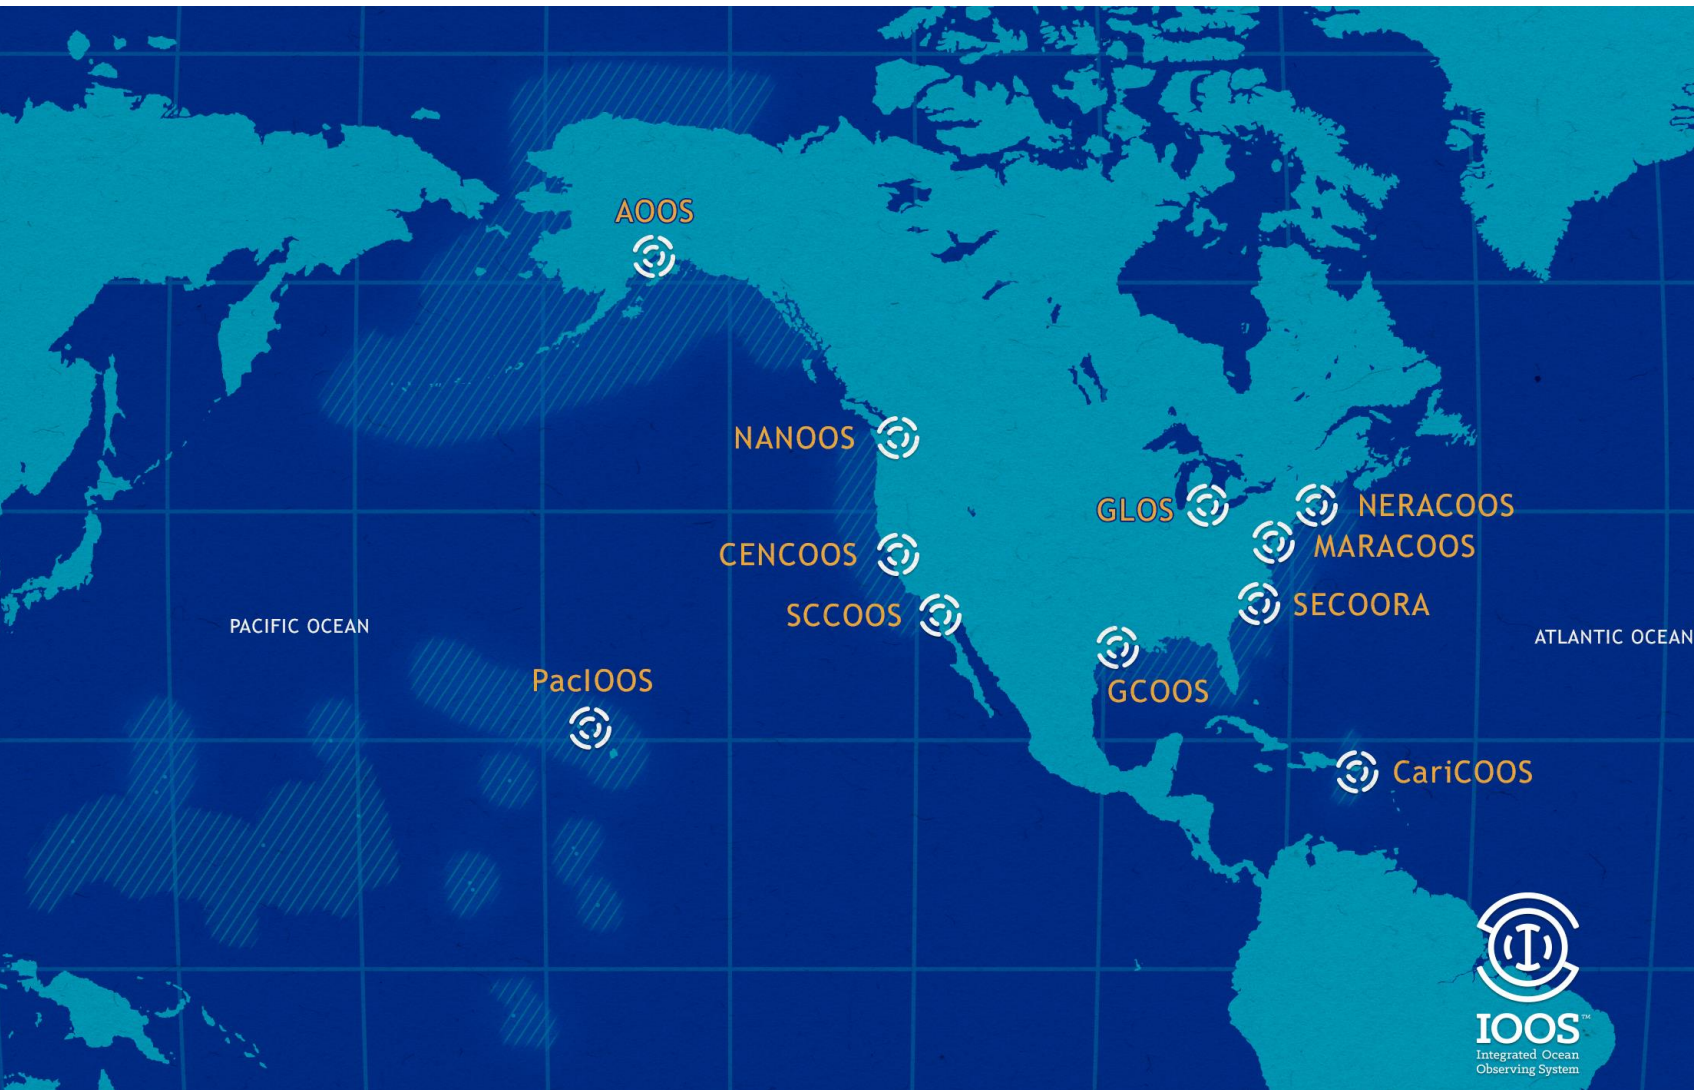 AOOS
NANOOS
GLOS
NERACOOS
MARACOOS
CENCOOS
SECOORA
SCCOOS
PACIFIC OCEAN
ATLANTIC OCEAN
PacIOOS
GCOOS
CariCOOS
IOOS™
Integrated Ocean
Observing System